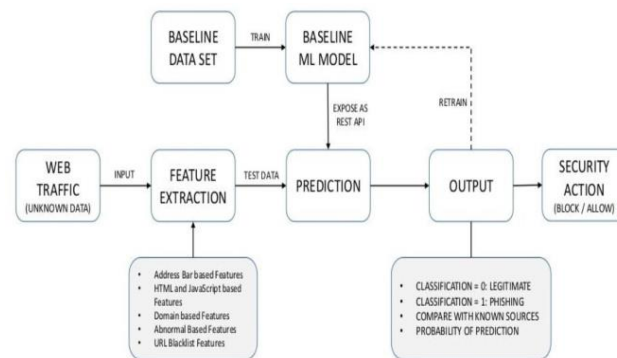 BASELINE
DATA SET
TRAIN
BASELINE
ML MODEL
EXPOSE AS
REST API
RETRAIN
WEB
TRAFFIC
(UNKNOWN DATA)
INPUT
FEATURE
EXTRACTION
TEST DATA
PREDICTION
OUTPUT
SECURITY
ACTION
(BLOCK / ALLOW)
• Address Bar based Features
• HTML and JavaScript based
Features
• Domain based Features
• Abnormal Based Features
• URL Blacklist Features
• CLASSIFICATION = 0: LEGITIMATE
• CLASSIFICATION = 1: PHISHING
• COMPARE WITH KNOWN SOURCES
• PROBABILITY OF PREDICTION